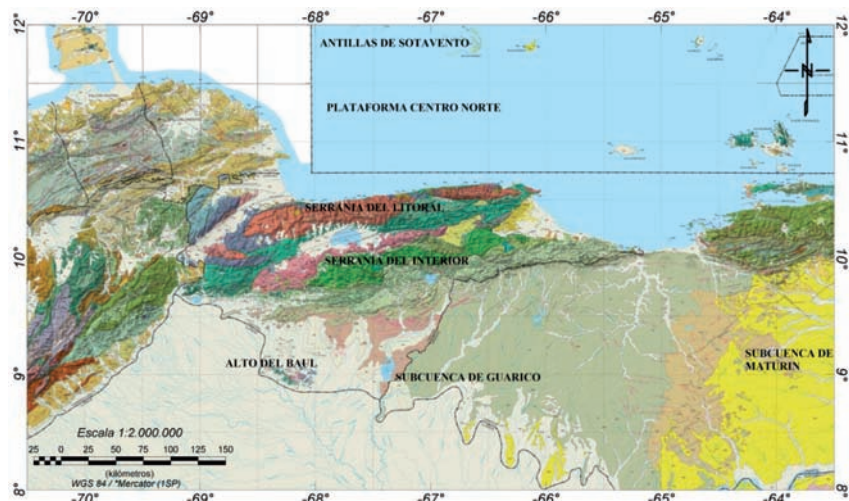 -70° -69° -68° -67° -66° -65° -64°
12° 12°
ANTILLAS DE SOTAVENTO
N
PLATAFORMA CENTRO NORTE
11° 11°
SERRANÍA DEL LITORAL
10° 10°
SERRANÍA DEL INTERIOR
ALTO DEL BAUL
SUBCUENCA DE
MATURIN
9° 9°
SUBCUENCA DE GUARICO
Escala 1:2.000.000
25 0 25 50 75 100 125 150
(kilómetros)
WGS 84 / *Mercator (1SP)
8° 8°
-70° -69° -68° -67° -66° -65° -64°